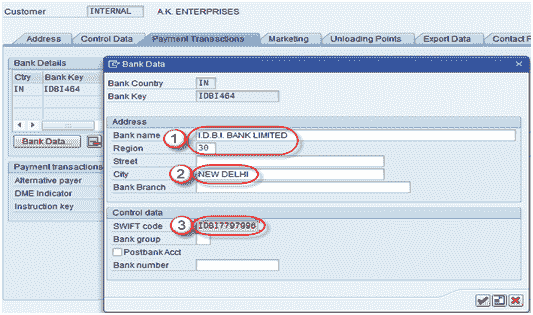 Customer INTERNAL A.K. ENTERPRISES
Address Control Data Payment Transactions Marketing Unloading Points Export Data Contact P
Bank Details
Ctry Bank Key
IN IDBI464
Bank Data...
Payment transactions
Alternative payer
DME Indicator
Instruction key
Bank Data
Bank Country IN
Bank Key IDBI464
Address
Bank name I.D.B.I. BANK LIMITED
1
Region 30
Street
2
City NEW DELHI
Bank Branch
Control data
3
SWIFT code IDBI7797996
Bank group
Postbank Acct
Bank number